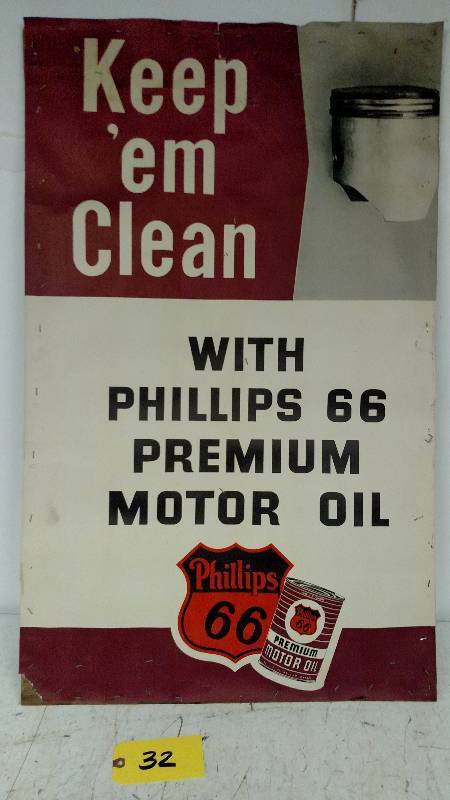 Keep
'em
Clean
WITH
PHILLIPS 66
PREMIUM
MOTOR OIL
Phillips
66
66
PREMIUM
MOTOR OIL
32